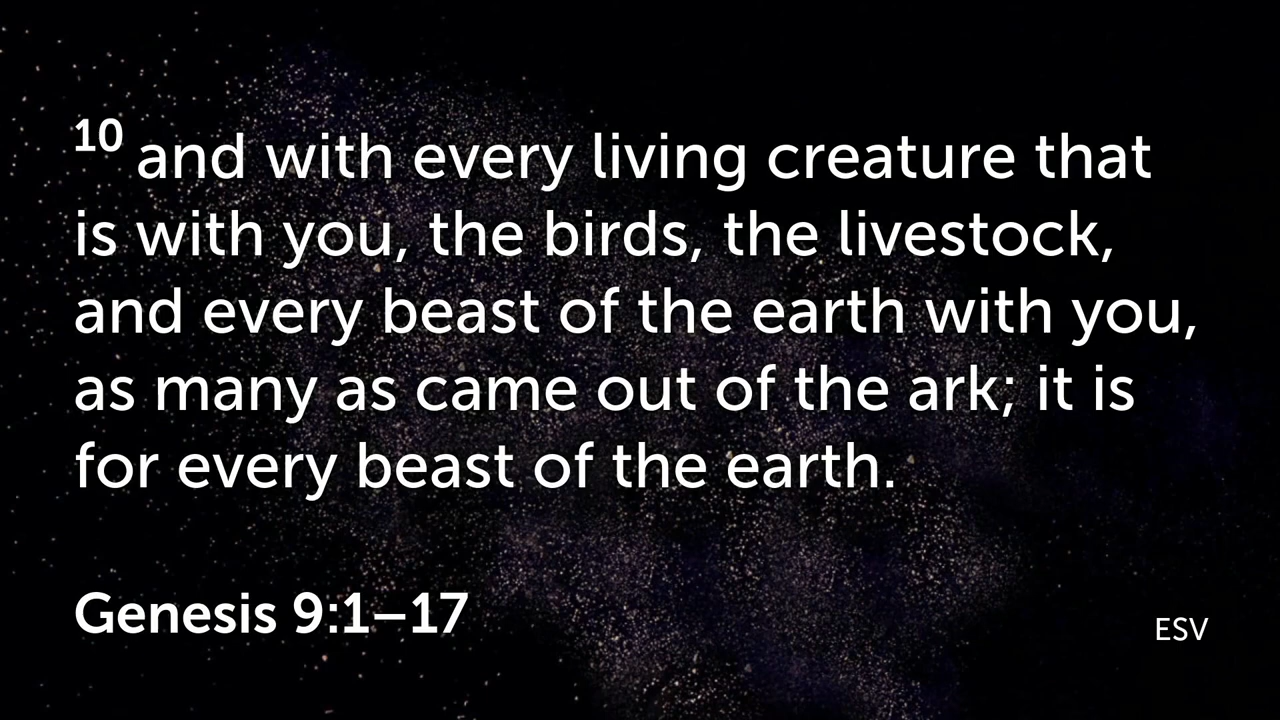 10 and with every living creature that
is with you, the birds, the livestock,
and every beast of the earth with you,
as many as came out of the ark; it is
for every beast of the earth.
Genesis 9:1–17
ESV